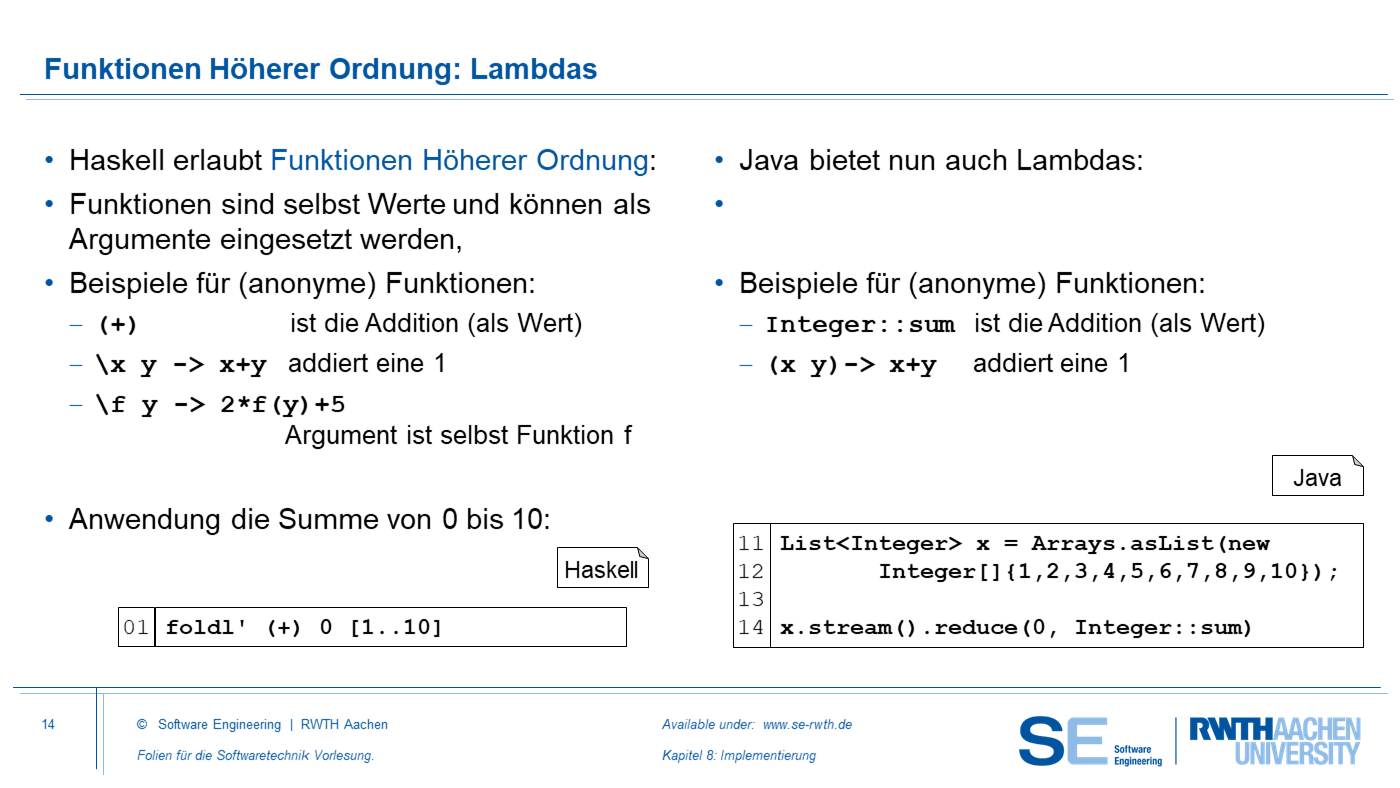 Funktionen Höherer Ordnung: Lambdas
• Haskell erlaubt Funktionen Höherer Ordnung:
• Funktionen sind selbst Werte und können als
Argumente eingesetzt werden,
• Beispiele für (anonyme) Funktionen:
– (+) ist die Addition (als Wert)
– \x y -> x+y addiert eine 1
– \f y -> 2*f(y)+5
Argument ist selbst Funktion f
• Anwendung die Summe von 0 bis 10:
Haskell
01 foldl' (+) 0 [1..10]
• Java bietet nun auch Lambdas:
•
• Beispiele für (anonyme) Funktionen:
– Integer::sum ist die Addition (als Wert)
– (x y)-> x+y addiert eine 1
Java
11 List<Integer> x = Arrays.asList(new
12 Integer[]{1,2,3,4,5,6,7,8,9,10});
13
14 x.stream().reduce(0, Integer::sum)
14
© Software Engineering | RWTH Aachen
Folien für die Softwaretechnik Vorlesung.
Available under: www.se-rwth.de
Kapitel 8: Implementierung
SE Software
Engineering
RWTHAACHEN
UNIVERSITY